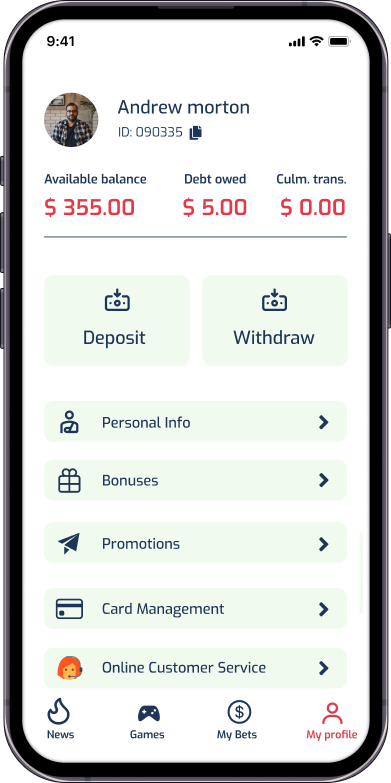 9:41
Andrew morton
ID: 090335
Available balance Debt owed Culm. trans.
$ 355.00 $ 5.00 $ 0.00
Deposit Withdraw
Personal Info
Bonuses
Promotions
Card Management
Online Customer Service
News Games My Bets My profile